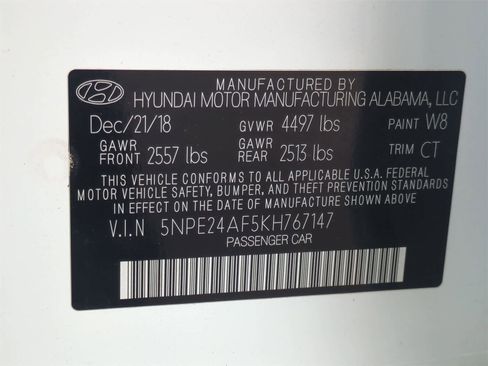 MANUFACTURED BY
HYUNDAI MOTOR MANUFACTURING ALABAMA, LLC
Dec/21/18 GVWR 4497 lbs PAINT W8
GAWR FRONT 2557 lbs GAWR REAR 2513 lbs TRIM CT
THIS VEHICLE CONFORMS TO ALL APPLICABLE U.S.A. FEDERAL
MOTOR VEHICLE SAFETY, BUMPER, AND THEFT PREVENTION STANDARDS
IN EFFECT ON THE DATE OF MANUFACTURE SHOWN ABOVE.
V.I.N 5NPE24AF5KH767147
PASSENGER CAR